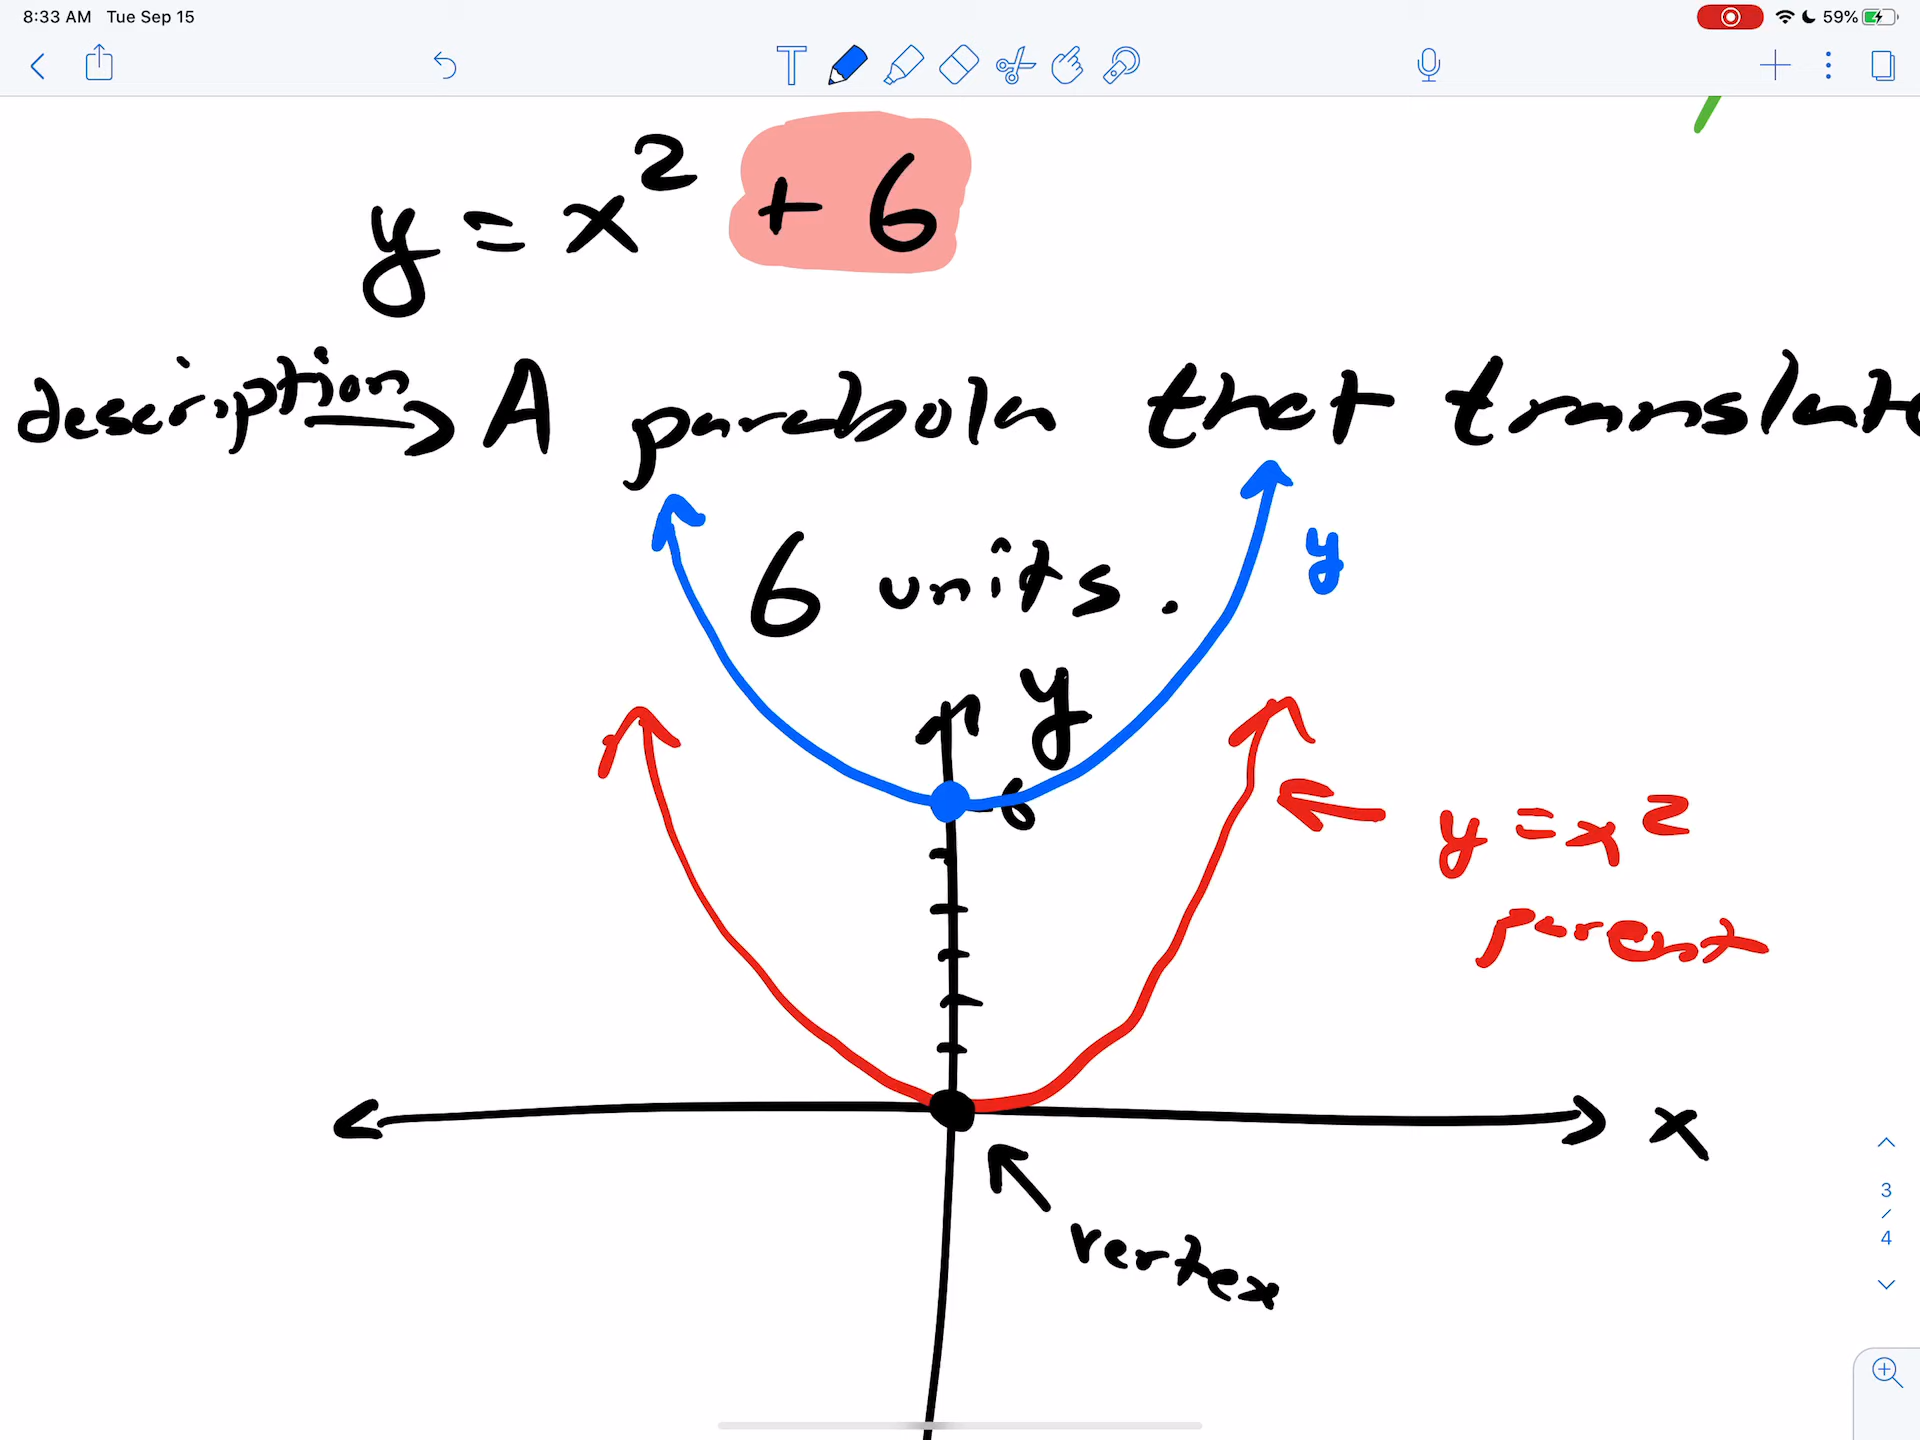 8:33 AM Tue Sep 15
59%
T
y = x² + 6
description → A parabola that translate
6 units.
y
y
6
y = x²
parent
x
vertex
3
/
4